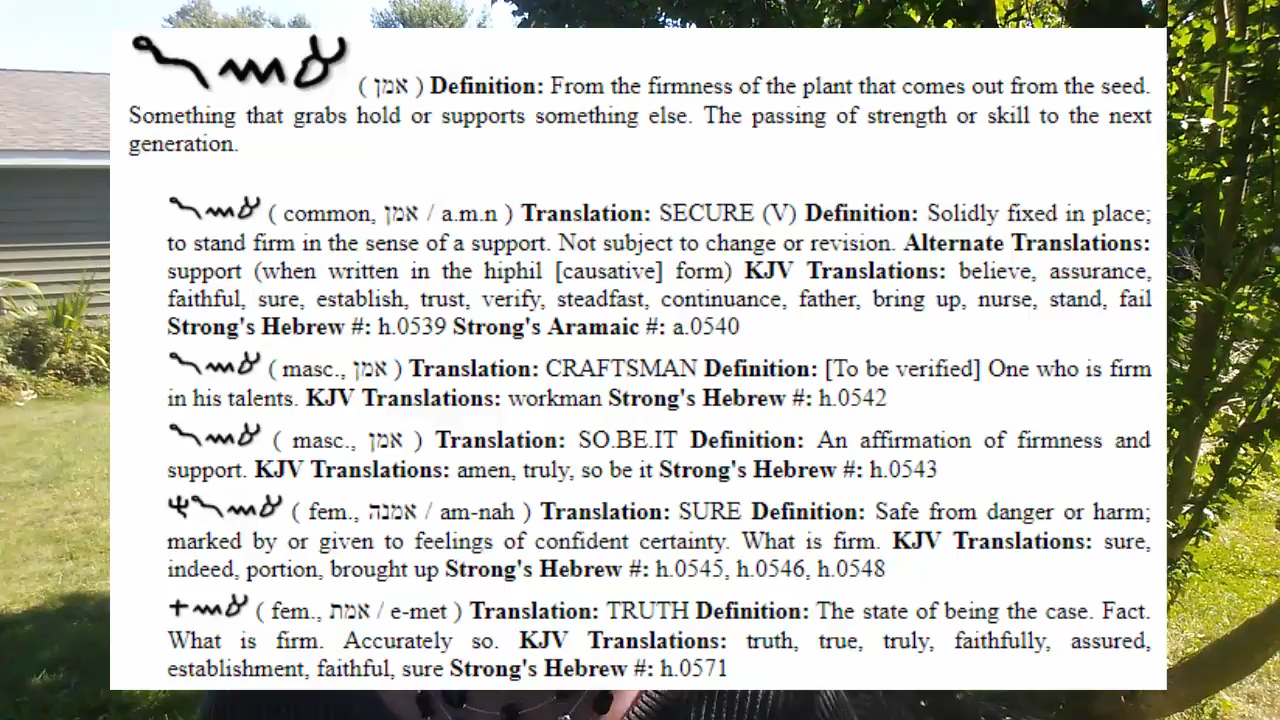 ( אמן ) Definition: From the firmness of the plant that comes out from the seed.
Something that grabs hold or supports something else. The passing of strength or skill to the next
generation.
( common, אמן / a.m.n ) Translation: SECURE (V) Definition: Solidly fixed in place;
to stand firm in the sense of a support. Not subject to change or revision. Alternate Translations:
support (when written in the hiphil [causative] form) KJV Translations: believe, assurance,
faithful, sure, establish, trust, verify, steadfast, continuance, father, bring up, nurse, stand, fail
Strong's Hebrew #: h.0539 Strong's Aramaic #: a.0540
( masc., אמן ) Translation: CRAFTSMAN Definition: [To be verified] One who is firm
in his talents. KJV Translations: workman Strong's Hebrew #: h.0542
( masc., אמן ) Translation: SO.BE.IT Definition: An affirmation of firmness and
support. KJV Translations: amen, truly, so be it Strong's Hebrew #: h.0543
( fem., אמנה / am-nah ) Translation: SURE Definition: Safe from danger or harm;
marked by or given to feelings of confident certainty. What is firm. KJV Translations: sure,
indeed, portion, brought up Strong's Hebrew #: h.0545, h.0546, h.0548
( fem., אמת / e-met ) Translation: TRUTH Definition: The state of being the case. Fact.
What is firm. Accurately so. KJV Translations: truth, true, truly, faithfully, assured,
establishment, faithful, sure Strong's Hebrew #: h.0571